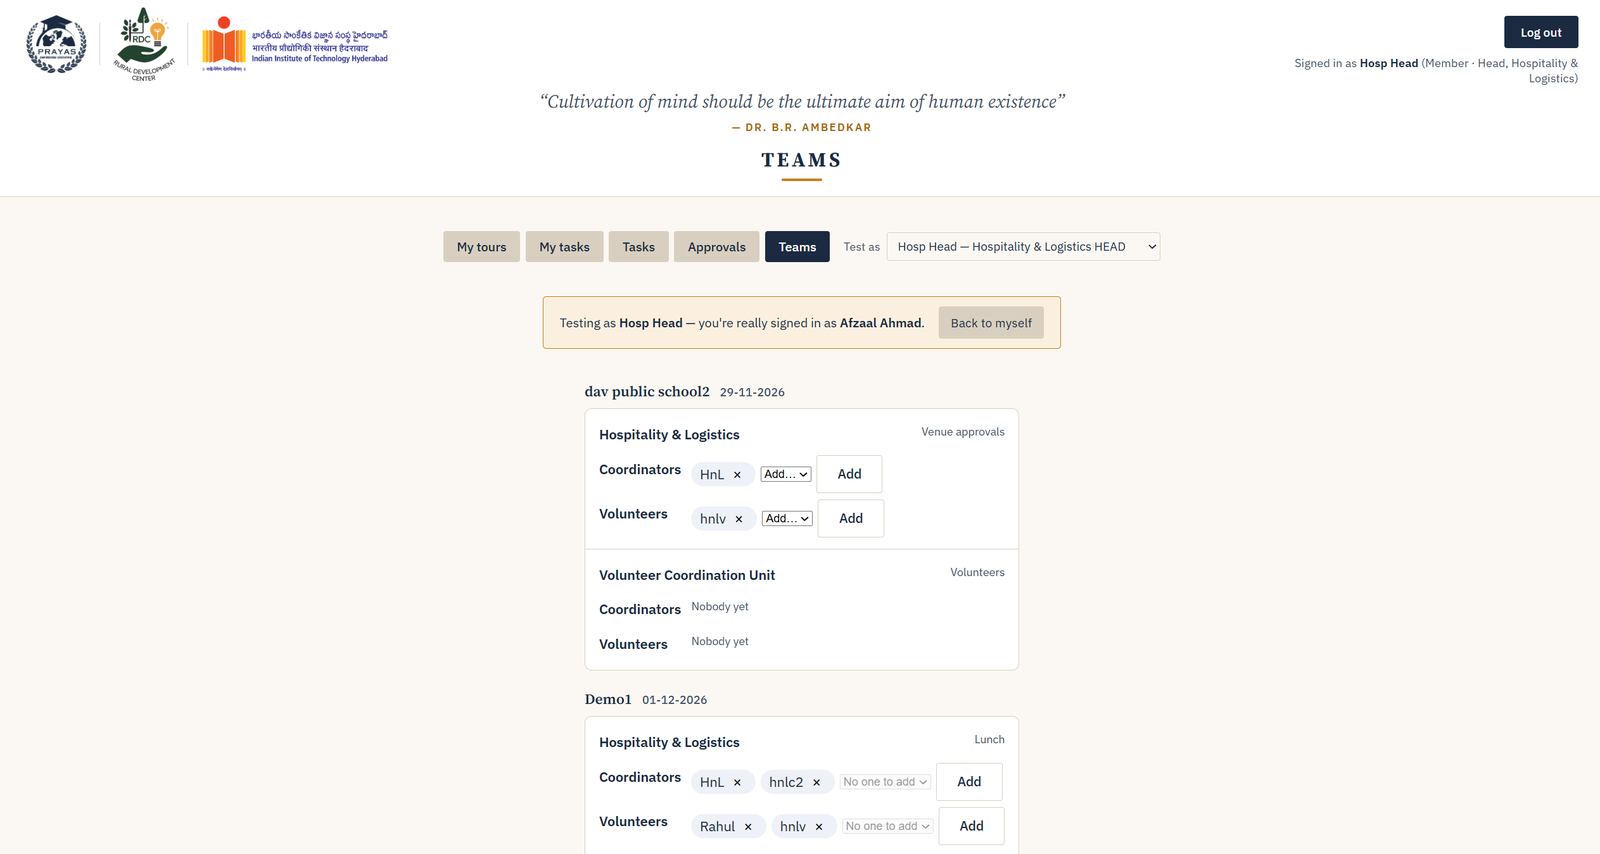 PRAYAS
RDC
RURAL DEVELOPMENT
CENTER
భారతీయ సాంకేతిక విజ్ఞాన సంస్థ హైదరాబాద్
भारतीय प्रौद्योगिकी संस्थान हैदराबाद
Indian Institute of Technology Hyderabad
Log out
Signed in as Hosp Head (Member · Head, Hospitality &
Logistics)
“Cultivation of mind should be the ultimate aim of human existence”
— DR. B.R. AMBEDKAR
TEAMS
My tours
My tasks
Tasks
Approvals
Teams
Test as
Hosp Head — Hospitality & Logistics HEAD
Testing as Hosp Head — you're really signed in as Afzaal Ahmad.
Back to myself
dav public school2 29-11-2026
Hospitality & Logistics
Venue approvals
Coordinators HnL × Add... Add
Volunteers hnlv × Add... Add
Volunteer Coordination Unit
Volunteers
Coordinators Nobody yet
Volunteers Nobody yet
Demo1 01-12-2026
Hospitality & Logistics
Lunch
Coordinators HnL × hnlc2 × No one to add Add
Volunteers Rahul × hnlv × No one to add Add